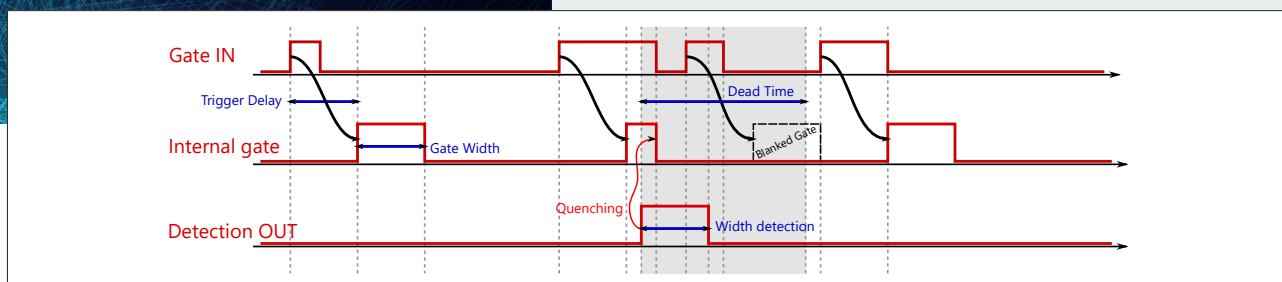 Gate IN
Trigger Delay
Dead Time
Internal gate
Gate Width
Blanked Gate
Quenching
Detection OUT
Width detection